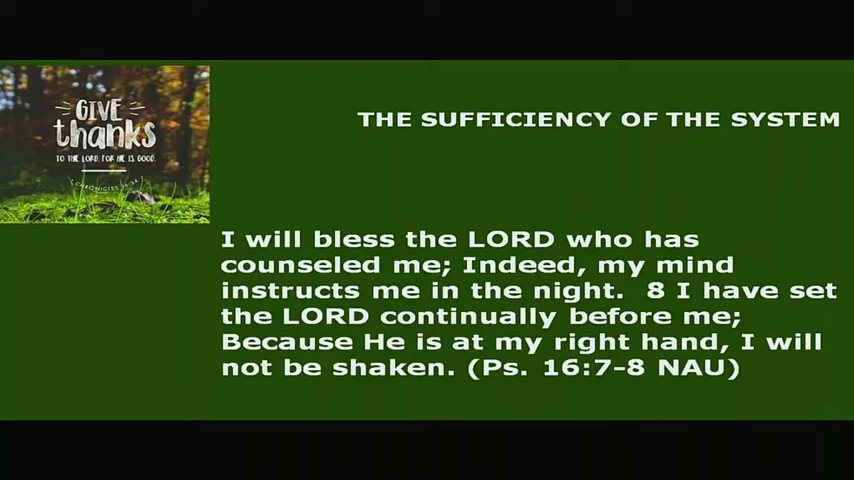 GIVE
thanks
TO THE LORD, FOR HE IS GOOD.
THE SUFFICIENCY OF THE SYSTEM
I will bless the LORD who has
counseled me; Indeed, my mind
instructs me in the night.  8 I have set
the LORD continually before me;
Because He is at my right hand, I will
not be shaken. (Ps. 16:7-8 NAU)